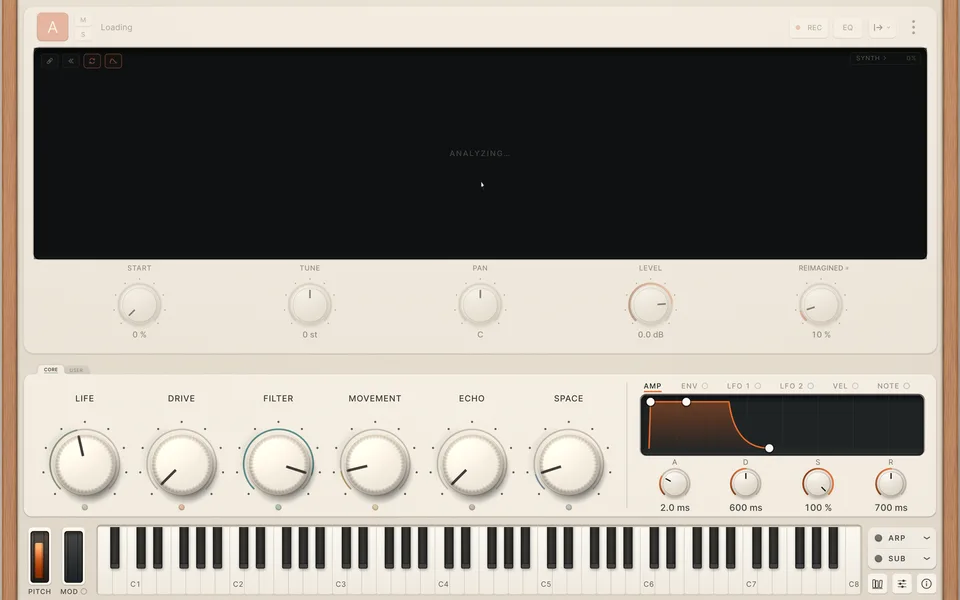 A
M
S
Loading
REC
EQ
SYNTH
0%
ANALYZING...
START
TUNE
PAN
LEVEL
REIMAGINED
0 %
0 st
C
0.0 dB
10 %
CORE
USER
LIFE
DRIVE
FILTER
MOVEMENT
ECHO
SPACE
AMP
ENV
LFO 1
LFO 2
VEL
NOTE
A
D
S
R
2.0 ms
600 ms
100 %
700 ms
ARP
SUB
C1
C2
C3
C4
C5
C6
C7
C8
PITCH
MOD